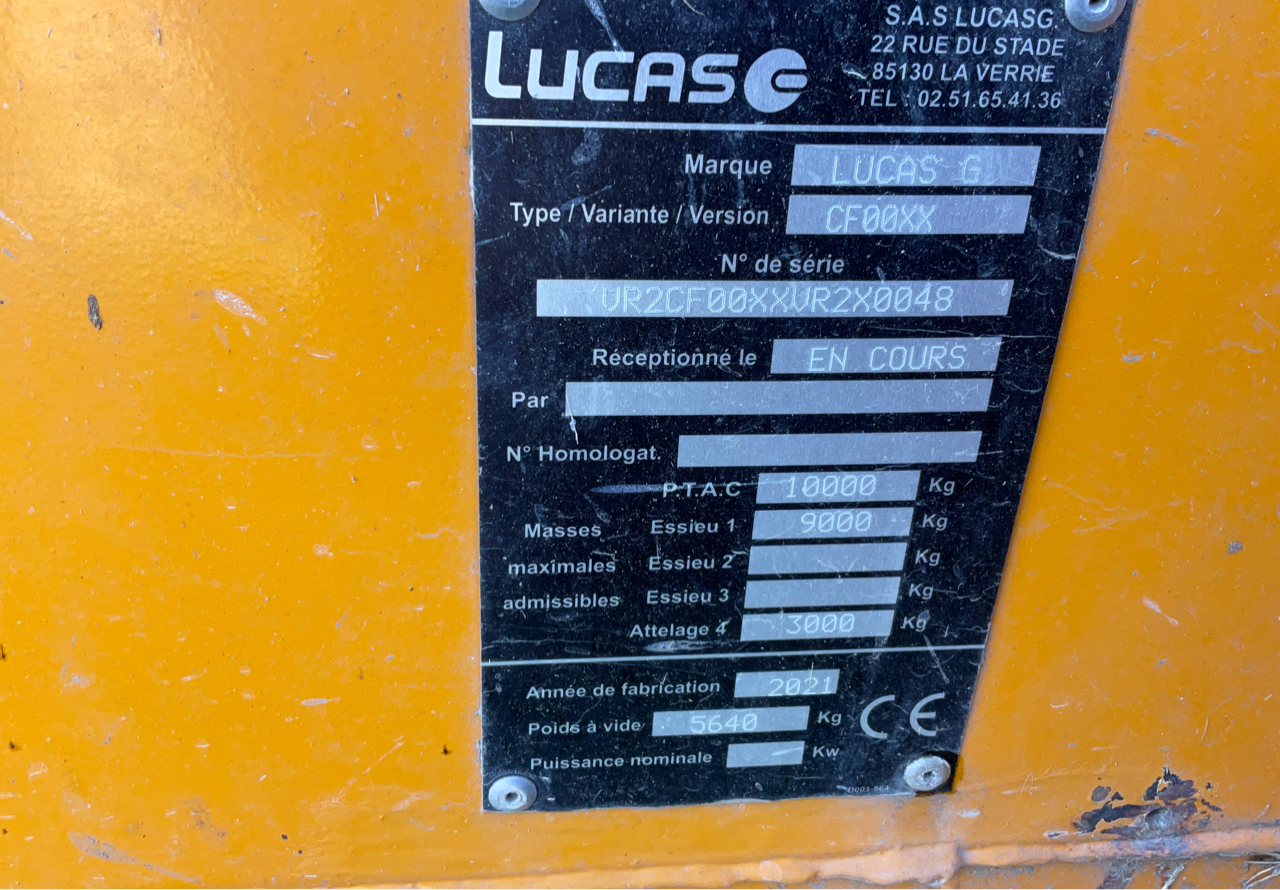 LUCAS G
S.A.S LUCASG.
22 RUE DU STADE
85130 LA VERRIE
TEL : 02.51.65.41.36
Marque LUCAS G
Type / Variante / Version CF00XX
N° de série
VR2CF00XXVR2X0048
Réceptionné le EN COURS
Par
N° Homologat.
P.T.A.C 10000 Kg
Masses maximales admissibles
Essieu 1 9000 Kg
Essieu 2 Kg
Essieu 3 Kg
Attelage 4 3000 Kg
Année de fabrication 2021
Poids à vide 5640 Kg
Puissance nominale Kw
CE